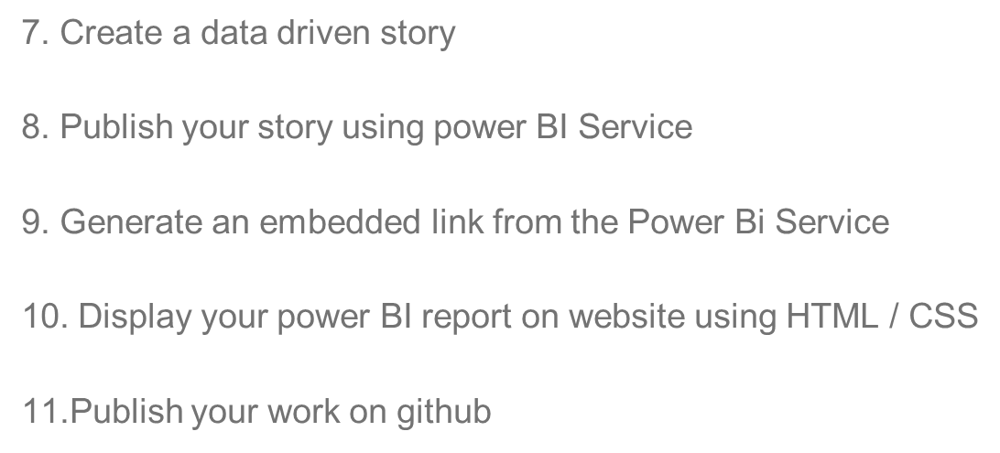 7. Create a data driven story
8. Publish your story using power BI Service
9. Generate an embedded link from the Power Bi Service
10. Display your power BI report on website using HTML / CSS
11.Publish your work on github